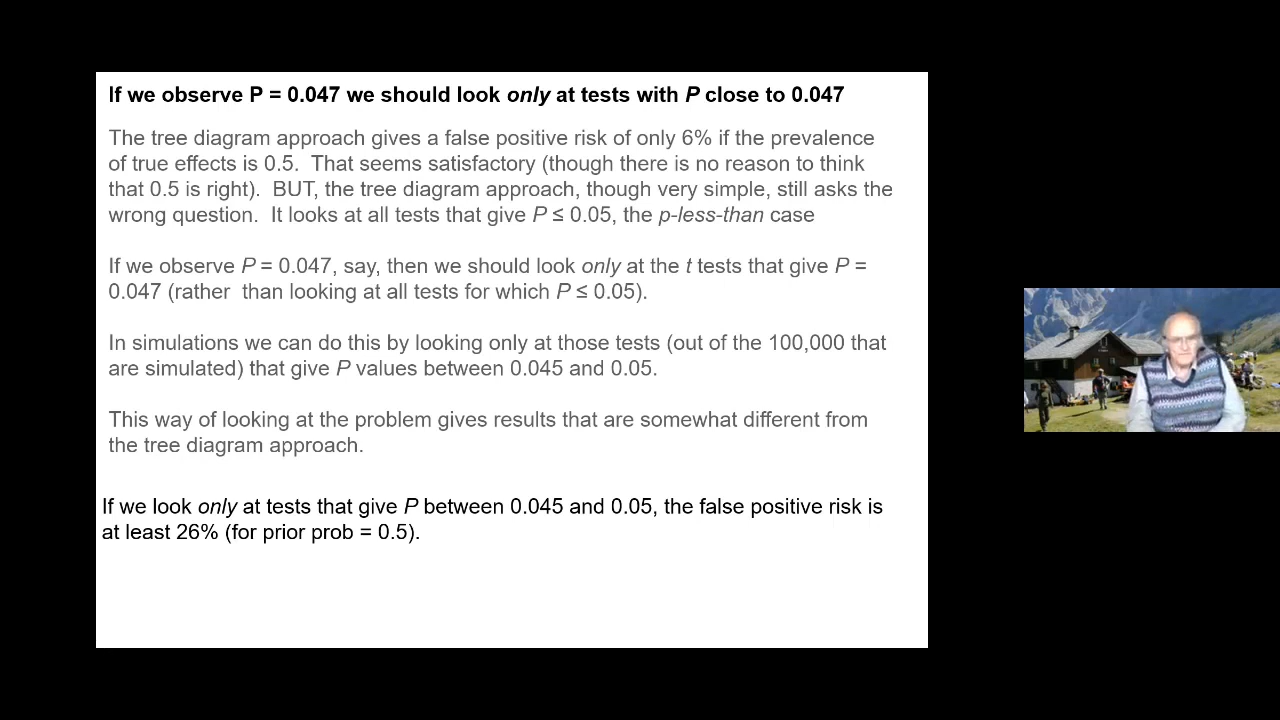 If we observe P = 0.047 we should look only at tests with P close to 0.047
The tree diagram approach gives a false positive risk of only 6% if the prevalence
of true effects is 0.5. That seems satisfactory (though there is no reason to think
that 0.5 is right). BUT, the tree diagram approach, though very simple, still asks the
wrong question. It looks at all tests that give P ≤ 0.05, the p-less-than case
If we observe P = 0.047, say, then we should look only at the t tests that give P =
0.047 (rather than looking at all tests for which P ≤ 0.05).
In simulations we can do this by looking only at those tests (out of the 100,000 that
are simulated) that give P values between 0.045 and 0.05.
This way of looking at the problem gives results that are somewhat different from
the tree diagram approach.
If we look only at tests that give P between 0.045 and 0.05, the false positive risk is
at least 26% (for prior prob = 0.5).